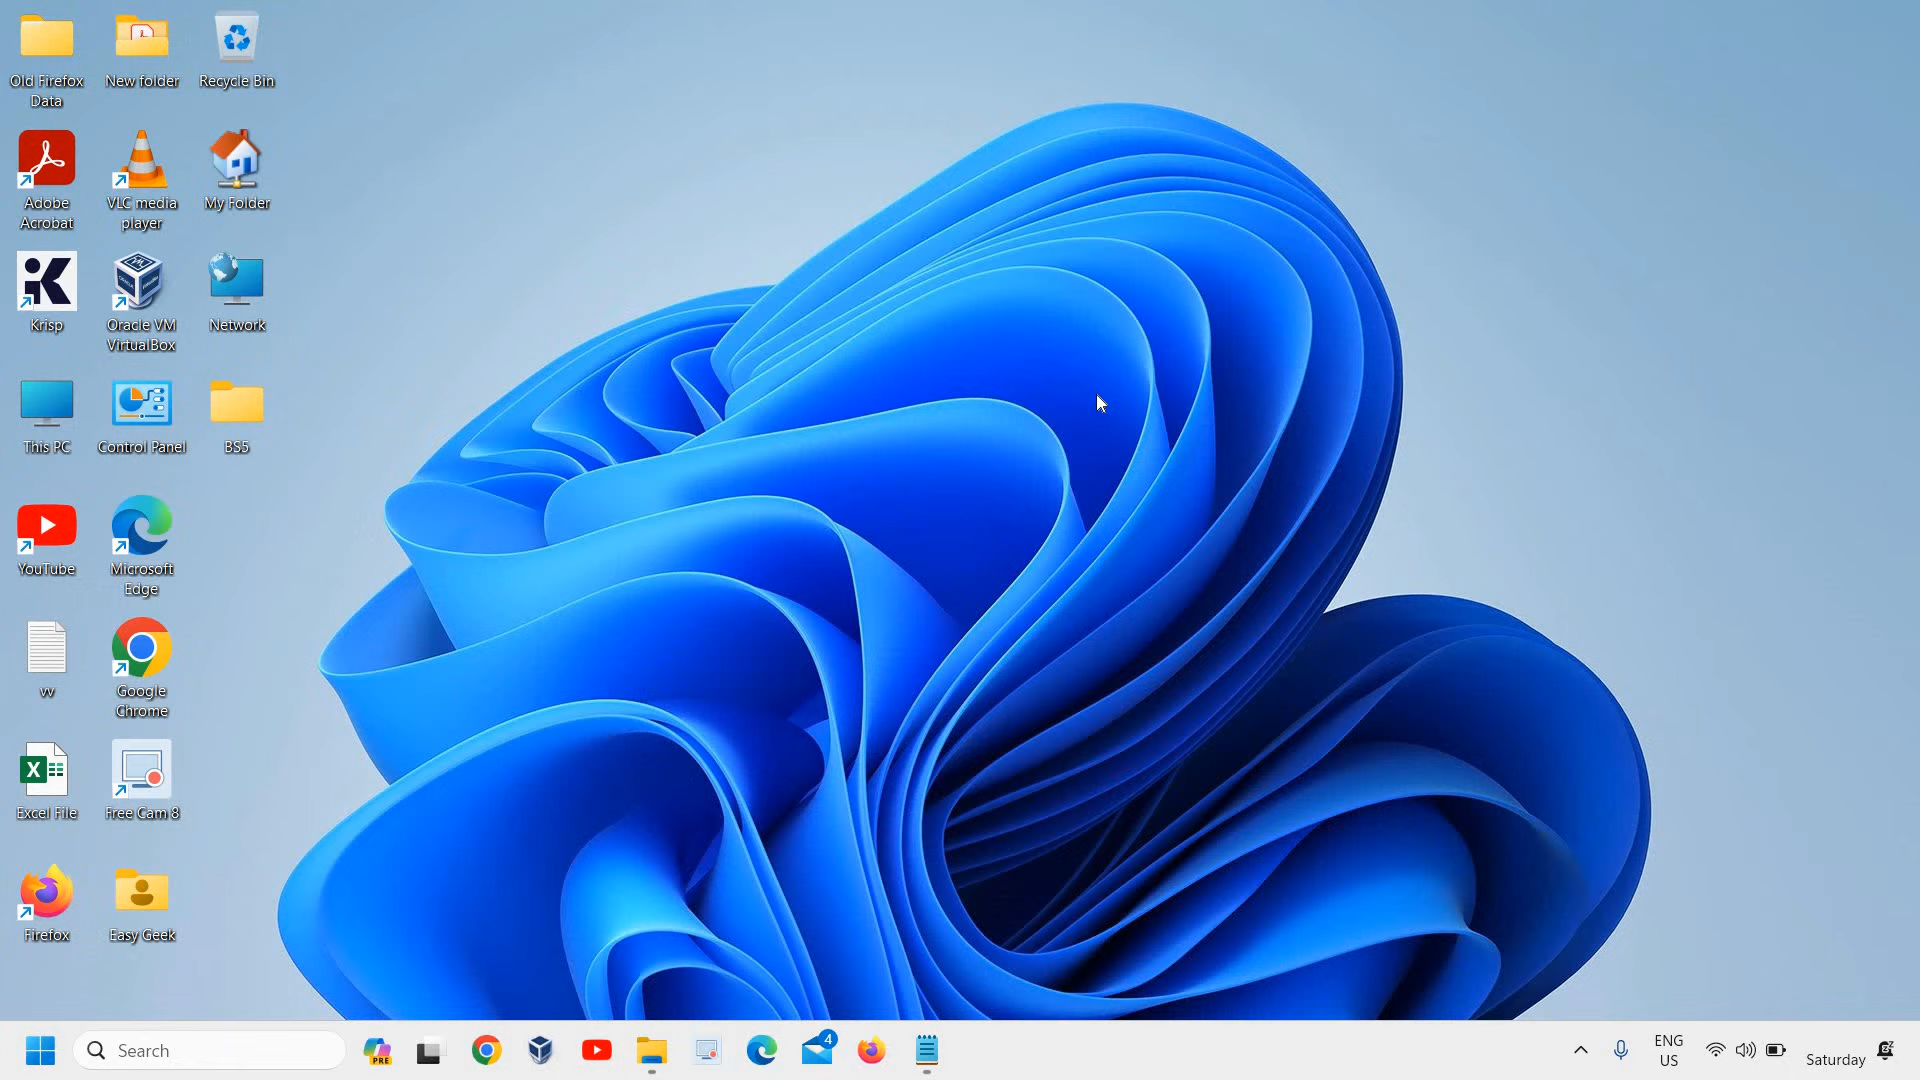 Old Firefox
Data
New folder
Recycle Bin
Adobe
Acrobat
VLC media
player
My Folder
Krisp
Oracle VM
VirtualBox
Network
This PC
Control Panel
BS5
YouTube
Microsoft
Edge
vv
Google
Chrome
Excel File
Free Cam 8
Firefox
Easy Geek
Search
PRE
4
ENG
US
Saturday